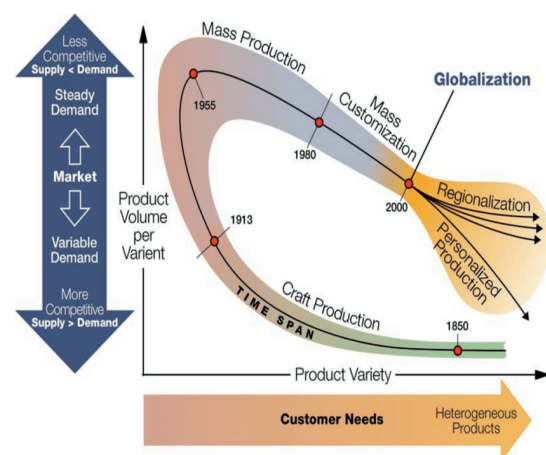 Less
Competitive
Supply < Demand
Steady
Demand
Market
Variable
Demand
More
Competitive
Supply > Demand
Product
Volume
per
Varient
Mass Production
Mass
Customization
Globalization
1955
1980
2000
Regionalization
Personalized
Production
1913
Craft Production
TIME SPAN
1850
Product Variety
Customer Needs
Heterogeneous
Products